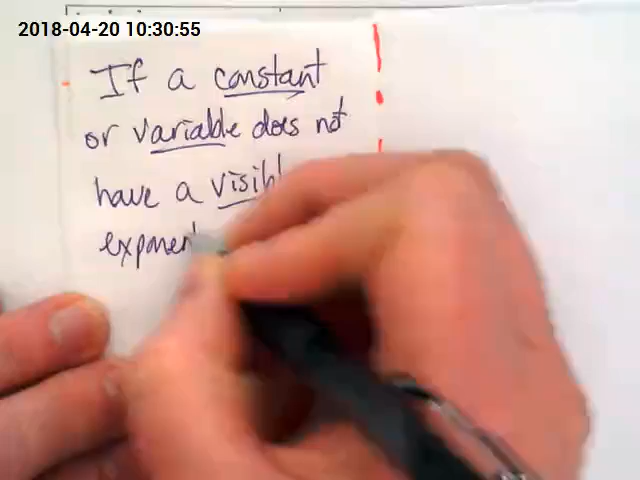 2018-04-20 10:30:55
If a constant
or variable does not
have a